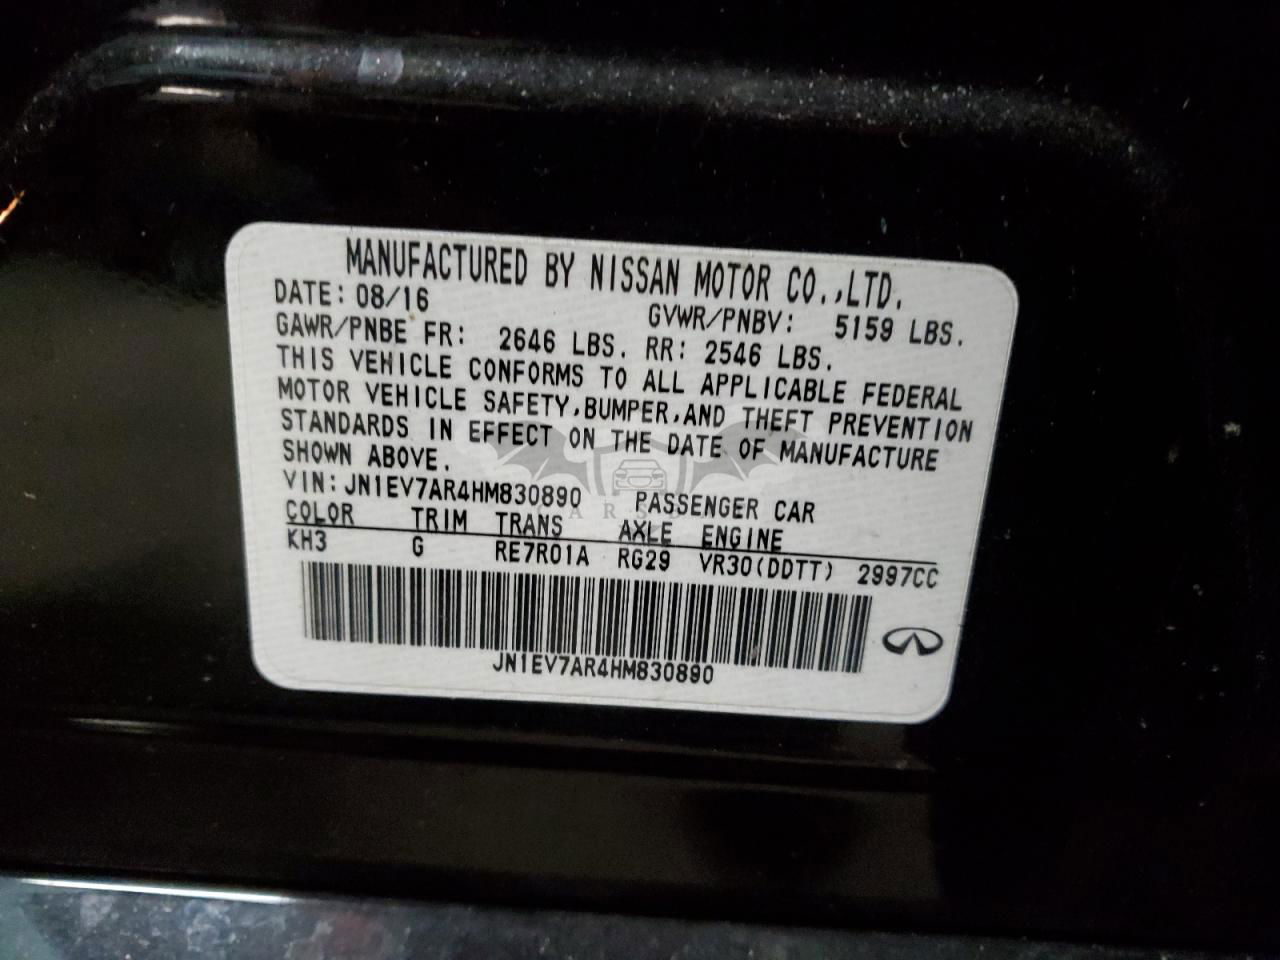 MANUFACTURED BY NISSAN MOTOR CO.,LTD.
DATE: 08/16 GVWR/PNBV: 5159 LBS.
GAWR/PNBE FR: 2646 LBS. RR: 2546 LBS.
THIS VEHICLE CONFORMS TO ALL APPLICABLE FEDERAL
MOTOR VEHICLE SAFETY,BUMPER,AND THEFT PREVENTION
STANDARDS IN EFFECT ON THE DATE OF MANUFACTURE
SHOWN ABOVE.
VIN: JN1EV7AR4HM830890 PASSENGER CAR
COLOR TRIM TRANS AXLE ENGINE
KH3 G RE7R01A RG29 VR30(DDTT) 2997CC
JN1EV7AR4HM830890